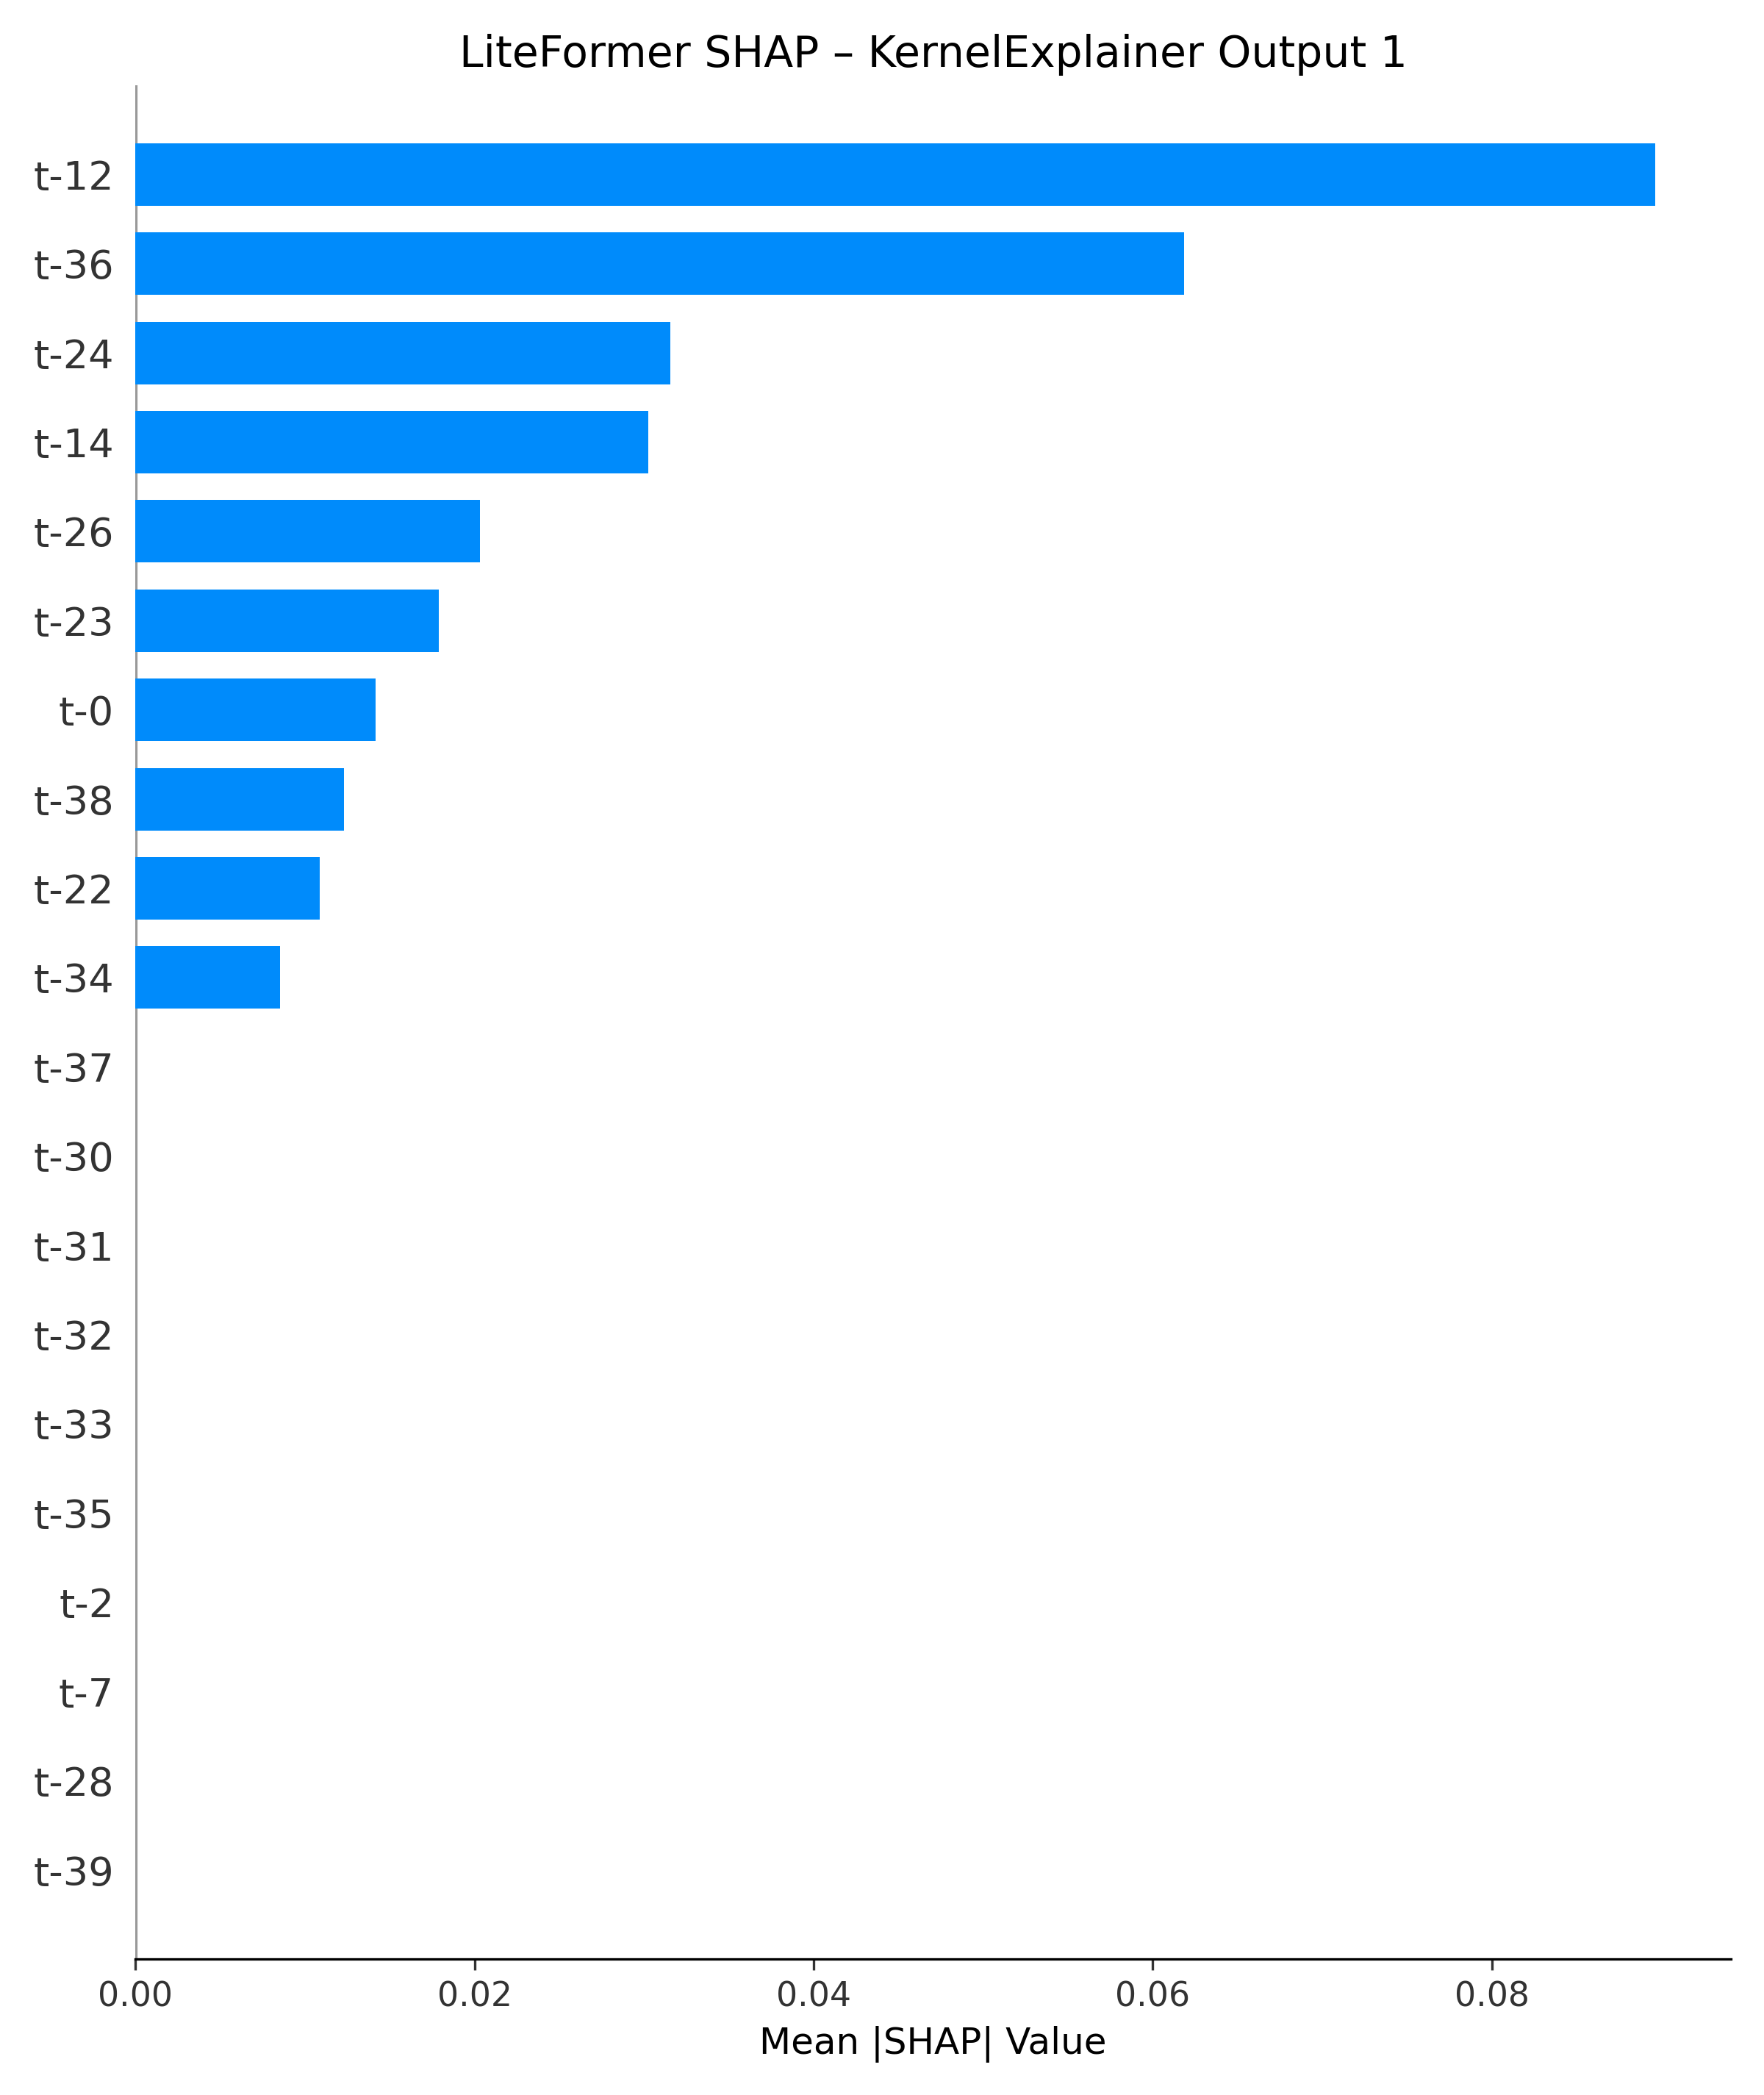 LiteFormer SHAP – KernelExplainer Output 1
t-12
t-36
t-24
t-14
t-26
t-23
t-0
t-38
t-22
t-34
t-37
t-30
t-31
t-32
t-33
t-35
t-2
t-7
t-28
t-39
0.00 0.02 0.04 0.06 0.08
Mean |SHAP| Value